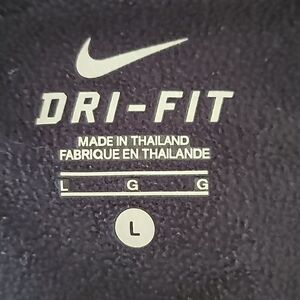 DRI-FIT
MADE IN THAILAND
FABRIQUE EN THAILANDE
L G G
L